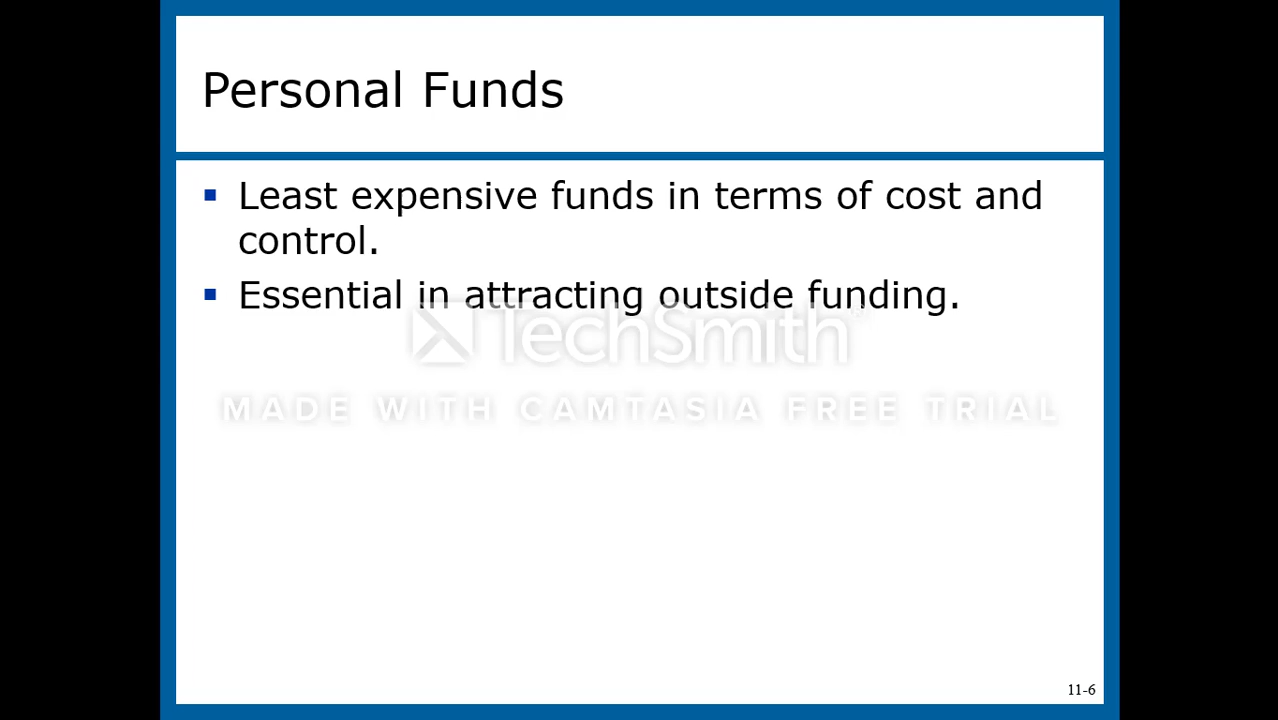 Personal Funds
▪ Least expensive funds in terms of cost and
control.
▪ Essential in attracting outside funding.
TechSmith®
MADE WITH CAMTASIA FREE TRIAL
11-6